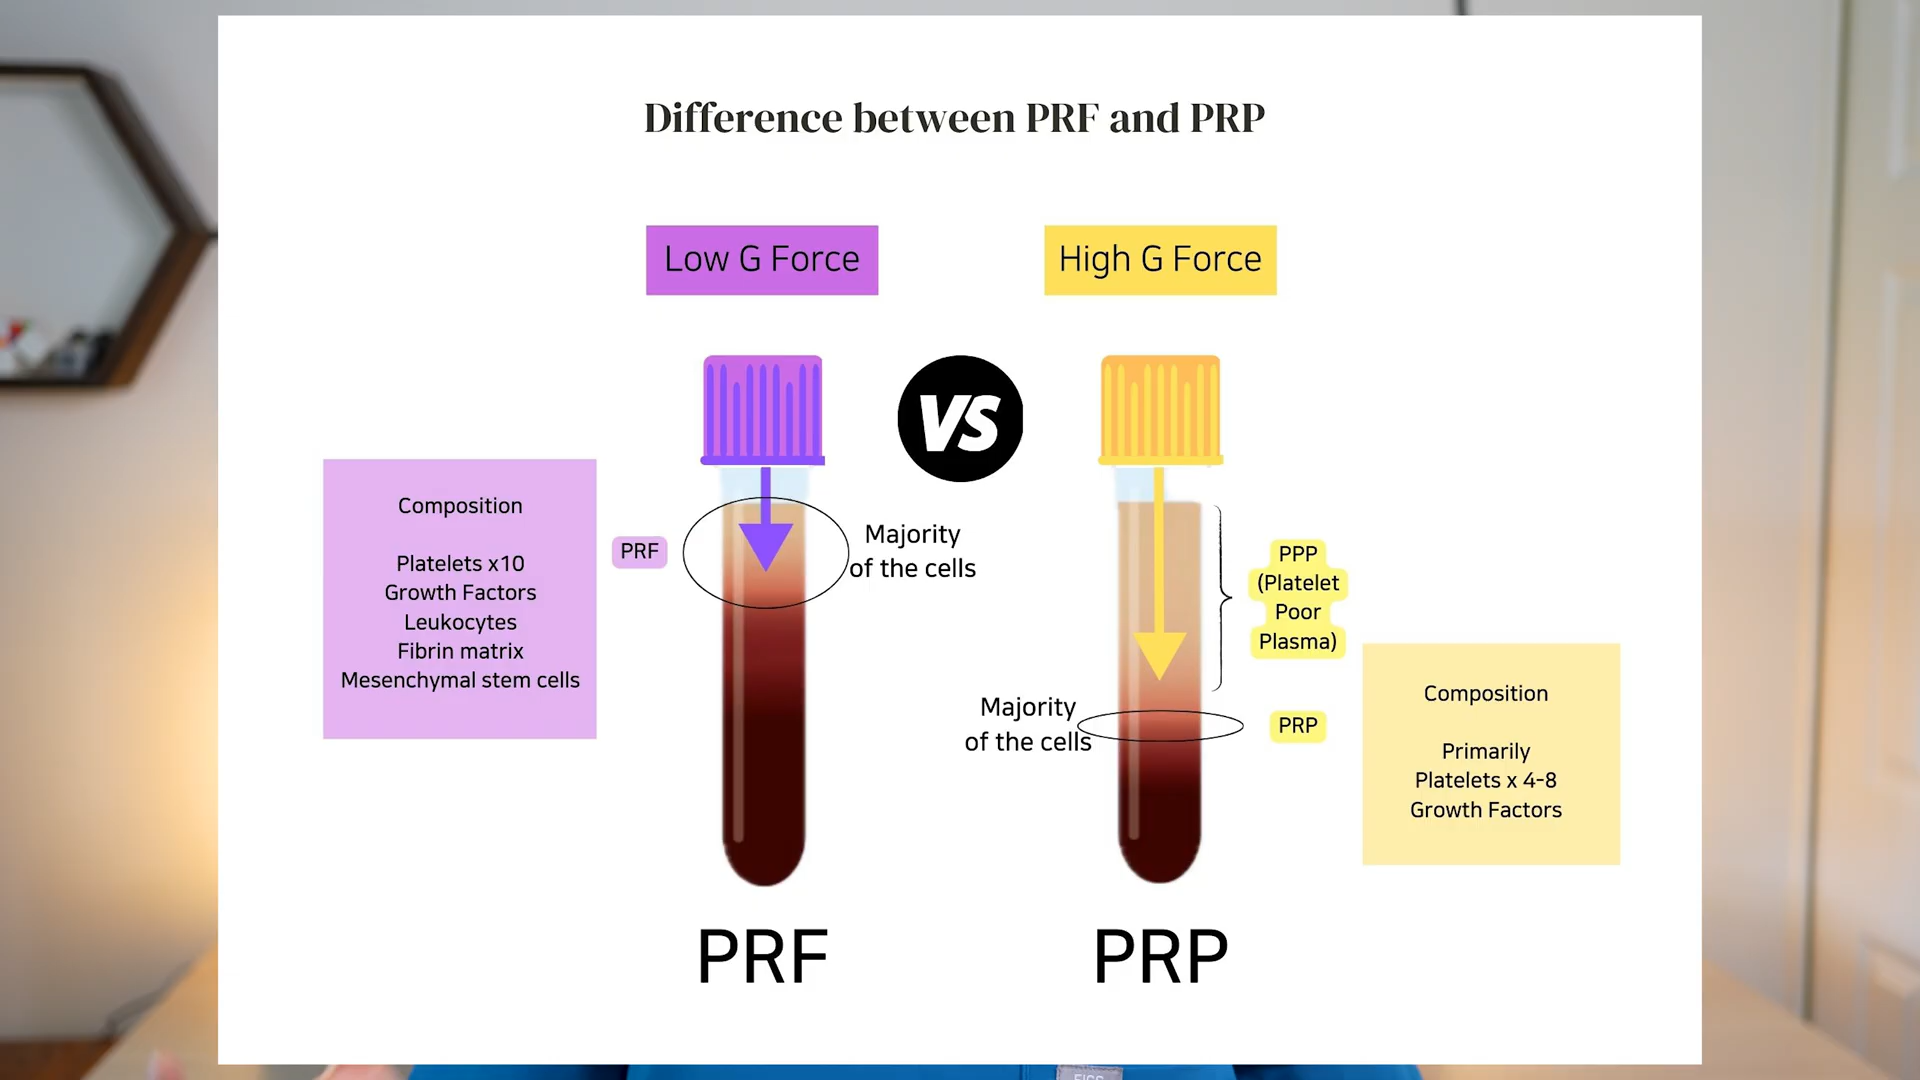 Difference between PRF and PRP
Low G Force
High G Force
VS
Composition
Platelets x10
Growth Factors
Leukocytes
Fibrin matrix
Mesenchymal stem cells
PRF
Majority
of the cells
PPP
(Platelet
Poor
Plasma)
Majority
of the cells
PRP
Composition
Primarily
Platelets x 4-8
Growth Factors
PRF
PRP